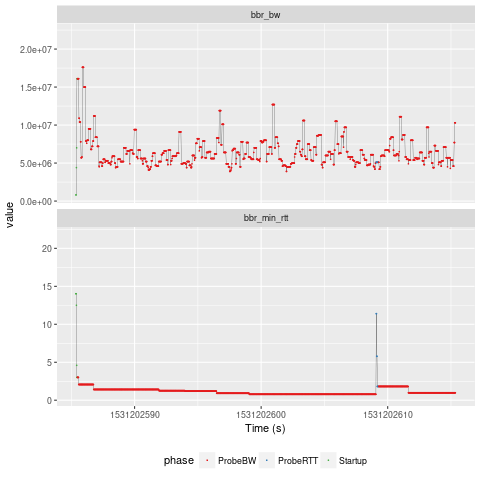 bbr_bw
2.0e+07
1.5e+07
1.0e+07
5.0e+06
0.0e+00
value
bbr_min_rtt
20
15
10
5
0
1531202590 1531202600 1531202610
Time (s)
phase ProbeBW ProbeRTT Startup